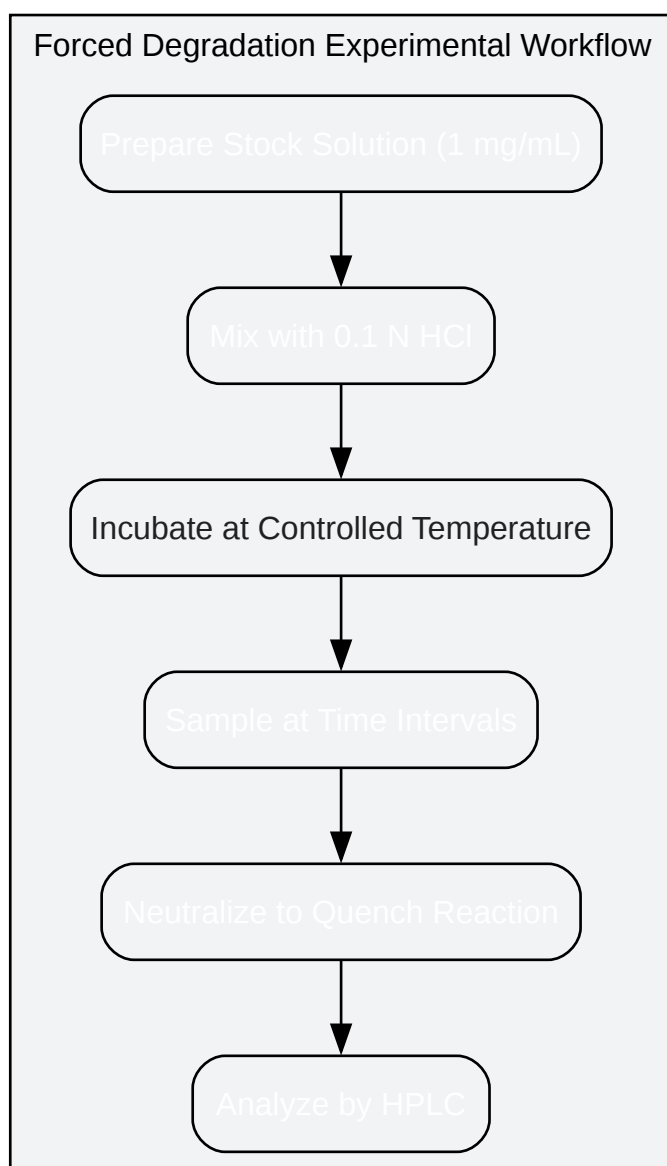 Forced Degradation Experimental Workflow
Prepare Stock Solution (1 mg/mL)
Mix with 0.1 N HCl
Incubate at Controlled Temperature
Sample at Time Intervals
Neutralize to Quench Reaction
Analyze by HPLC